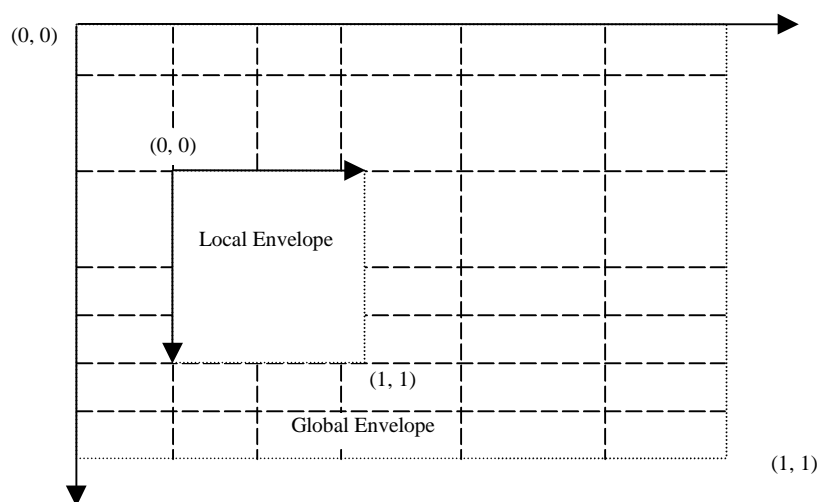 (0, 0)
(0, 0)
Local Envelope
(1, 1)
Global Envelope
(1, 1)